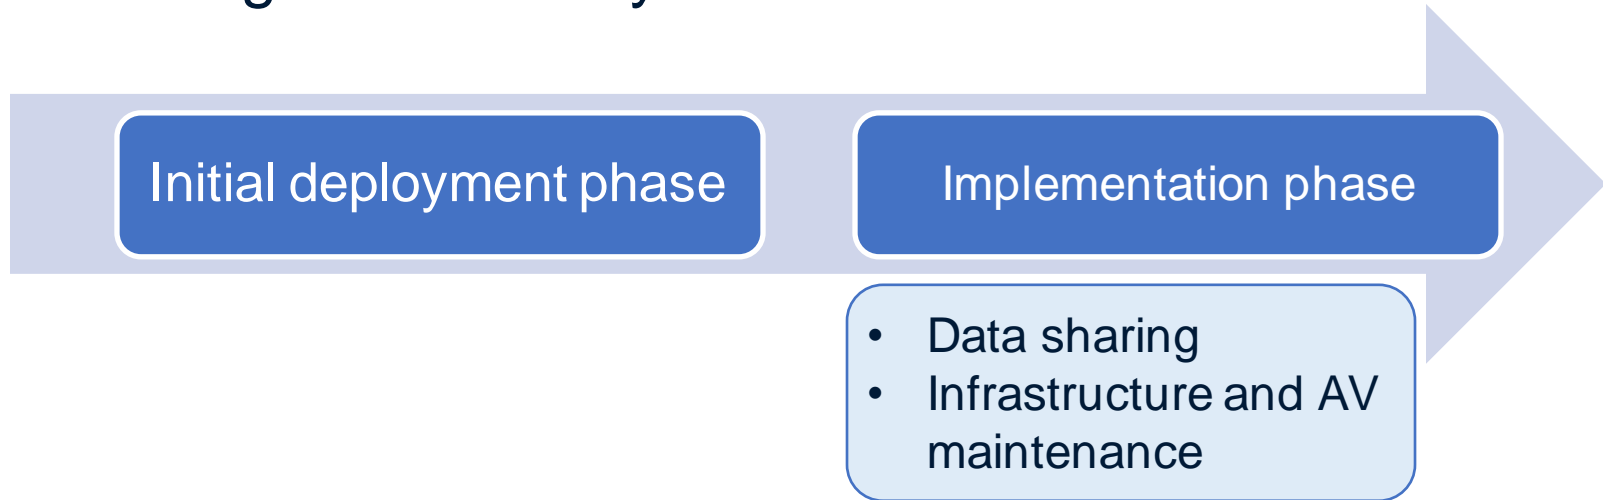 Initial deployment phase
Implementation phase
• Data sharing
• Infrastructure and AV
maintenance